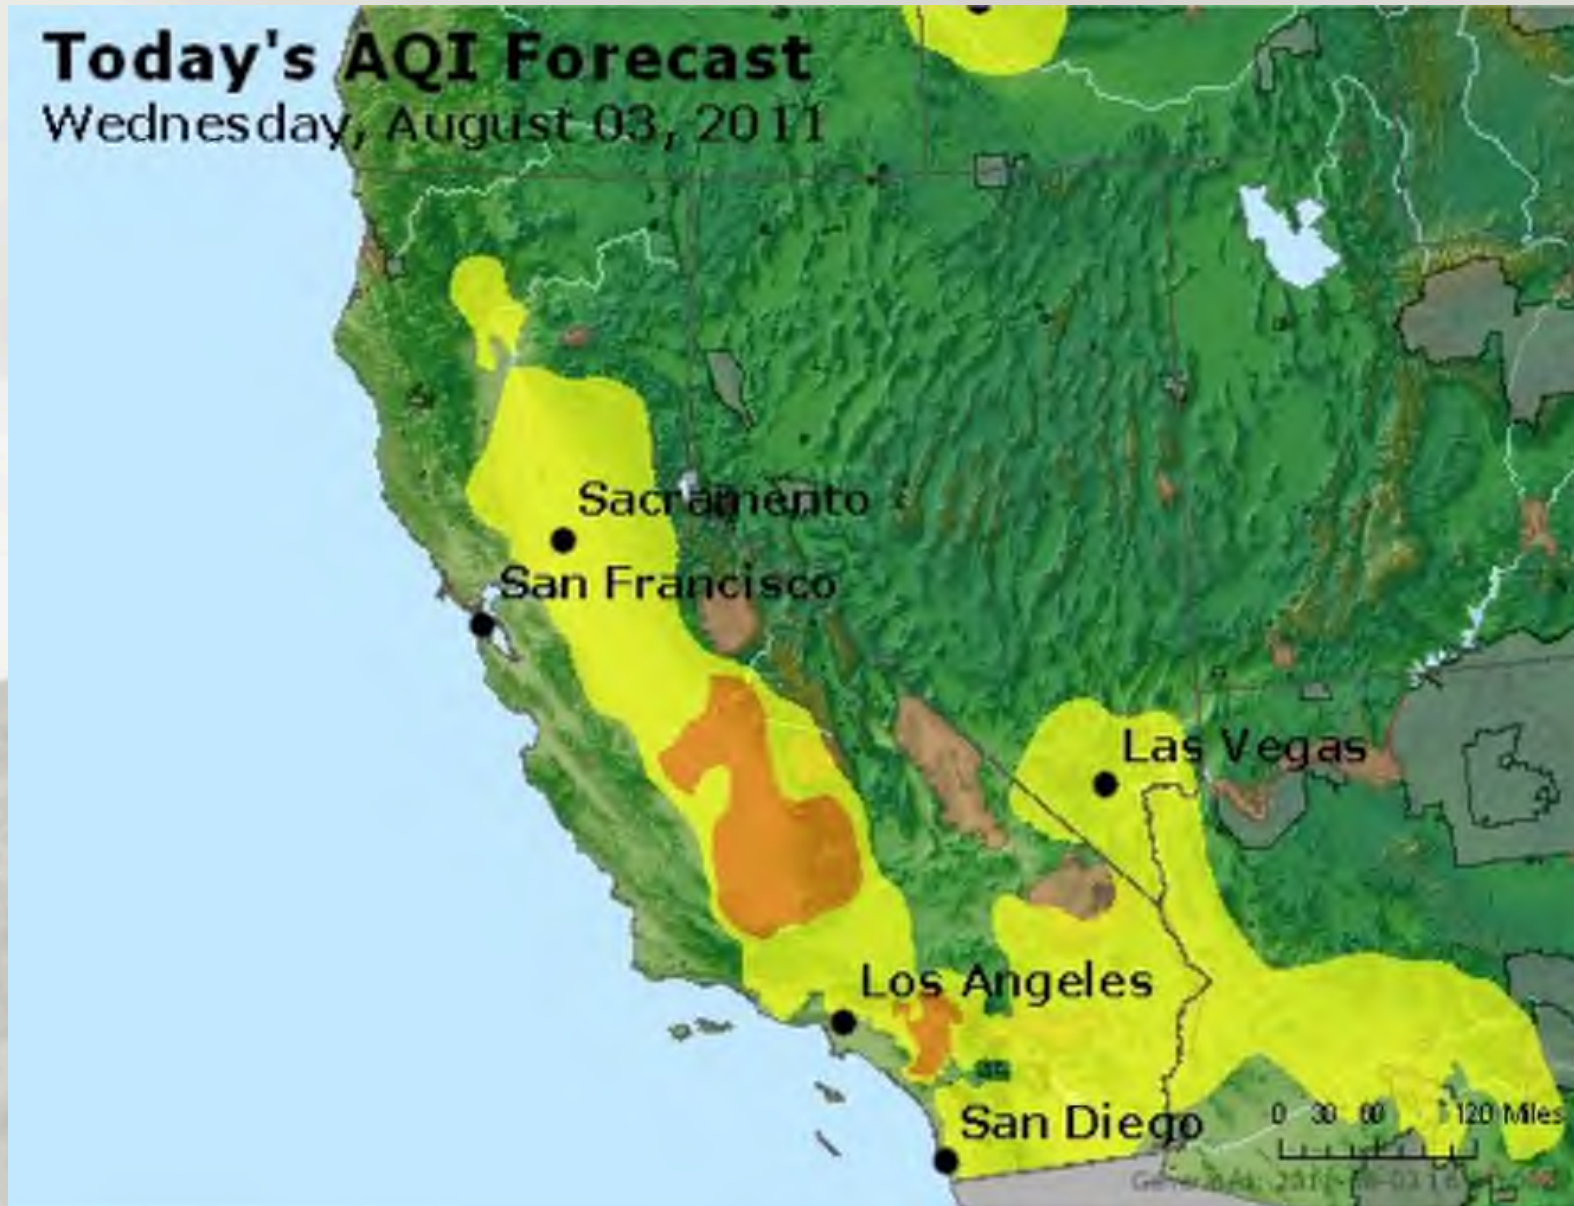 Today's AQI Forecast
Wednesday, August 03, 2011
Sacramento
San Francisco
Las Vegas
Los Angeles
San Diego
0 30 60 120 Miles